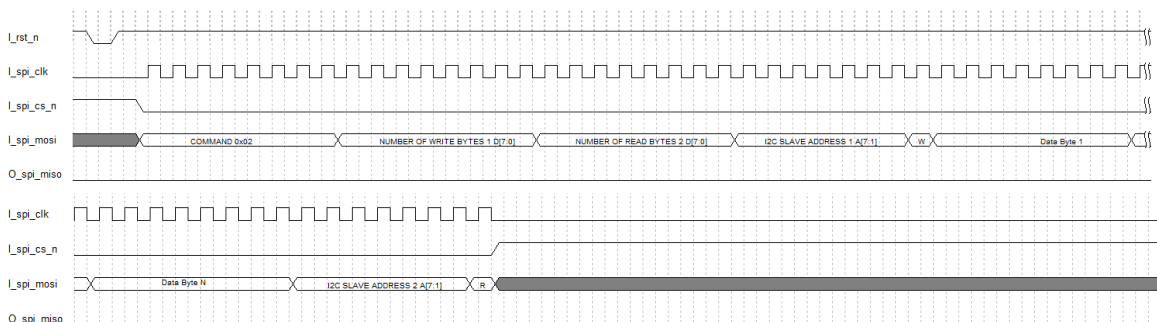 I_rst_n
I_spi_clk
I_spi_cs_n
I_spi_mosi COMMAND 0x02 NUMBER OF WRITE BYTES 1 D[7:0] NUMBER OF READ BYTES 2 D[7:0] I2C SLAVE ADDRESS 1 A[7:1] W Data Byte 1
O_spi_miso
I_spi_clk
I_spi_cs_n
I_spi_mosi Data Byte N I2C SLAVE ADDRESS 2 A[7:1] R
O_spi_miso